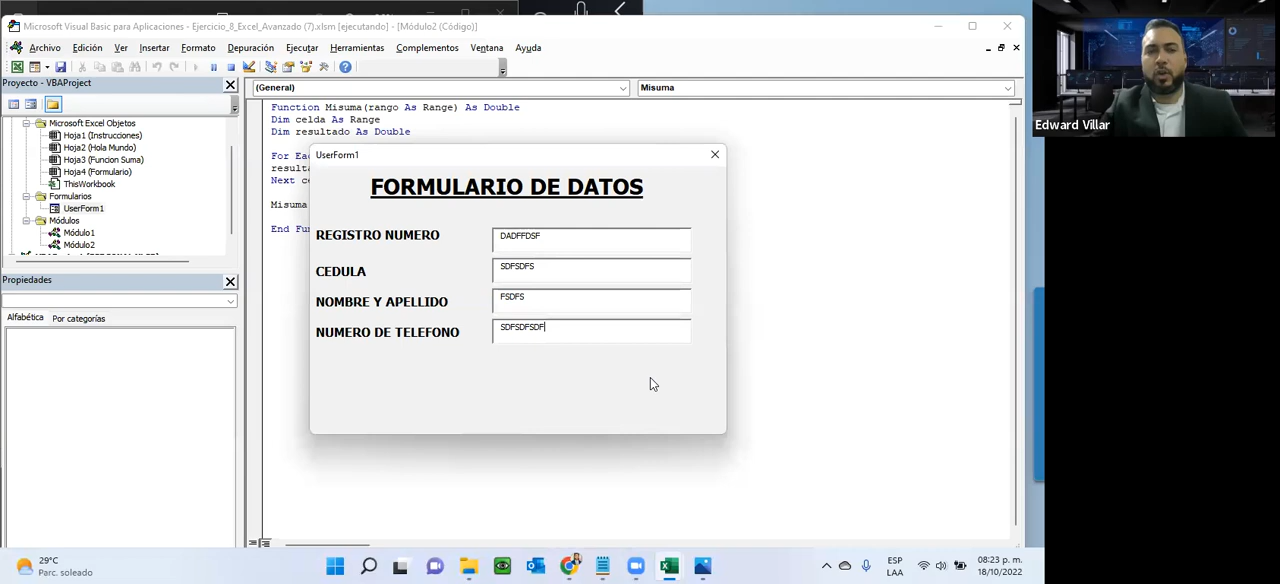 Microsoft Visual Basic para Aplicaciones - Ejercicio_8_Excel_Avanzado (7).xlsm [ejecutando] - [Módulo2 (Código)]
Archivo Edición Ver Insertar Formato Depuración Ejecutar Herramientas Complementos Ventana Ayuda
Proyecto - VBAProject
Microsoft Excel Objetos
Hoja1 (Instrucciones)
Hoja2 (Hola Mundo)
Hoja3 (Funcion Suma)
Hoja4 (Formulario)
ThisWorkbook
Formularios
UserForm1
Módulos
Módulo1
Módulo2
Propiedades
Alfabética Por categorías
(General) Misuma
Function Misuma(rango As Range) As Double
Dim celda As Range
Dim resultado As Double
For Ea
resulta
Next ce
Misuma
End Fun
UserForm1
FORMULARIO DE DATOS
REGISTRO NUMERO DADFFDSF
CEDULA SDFSDFS
NOMBRE Y APELLIDO FSDFS
NUMERO DE TELEFONO SDFSDFSDF
Edward Villar
29°C
Parc. soleado
ESP
LAA
08:23 p. m.
18/10/2022